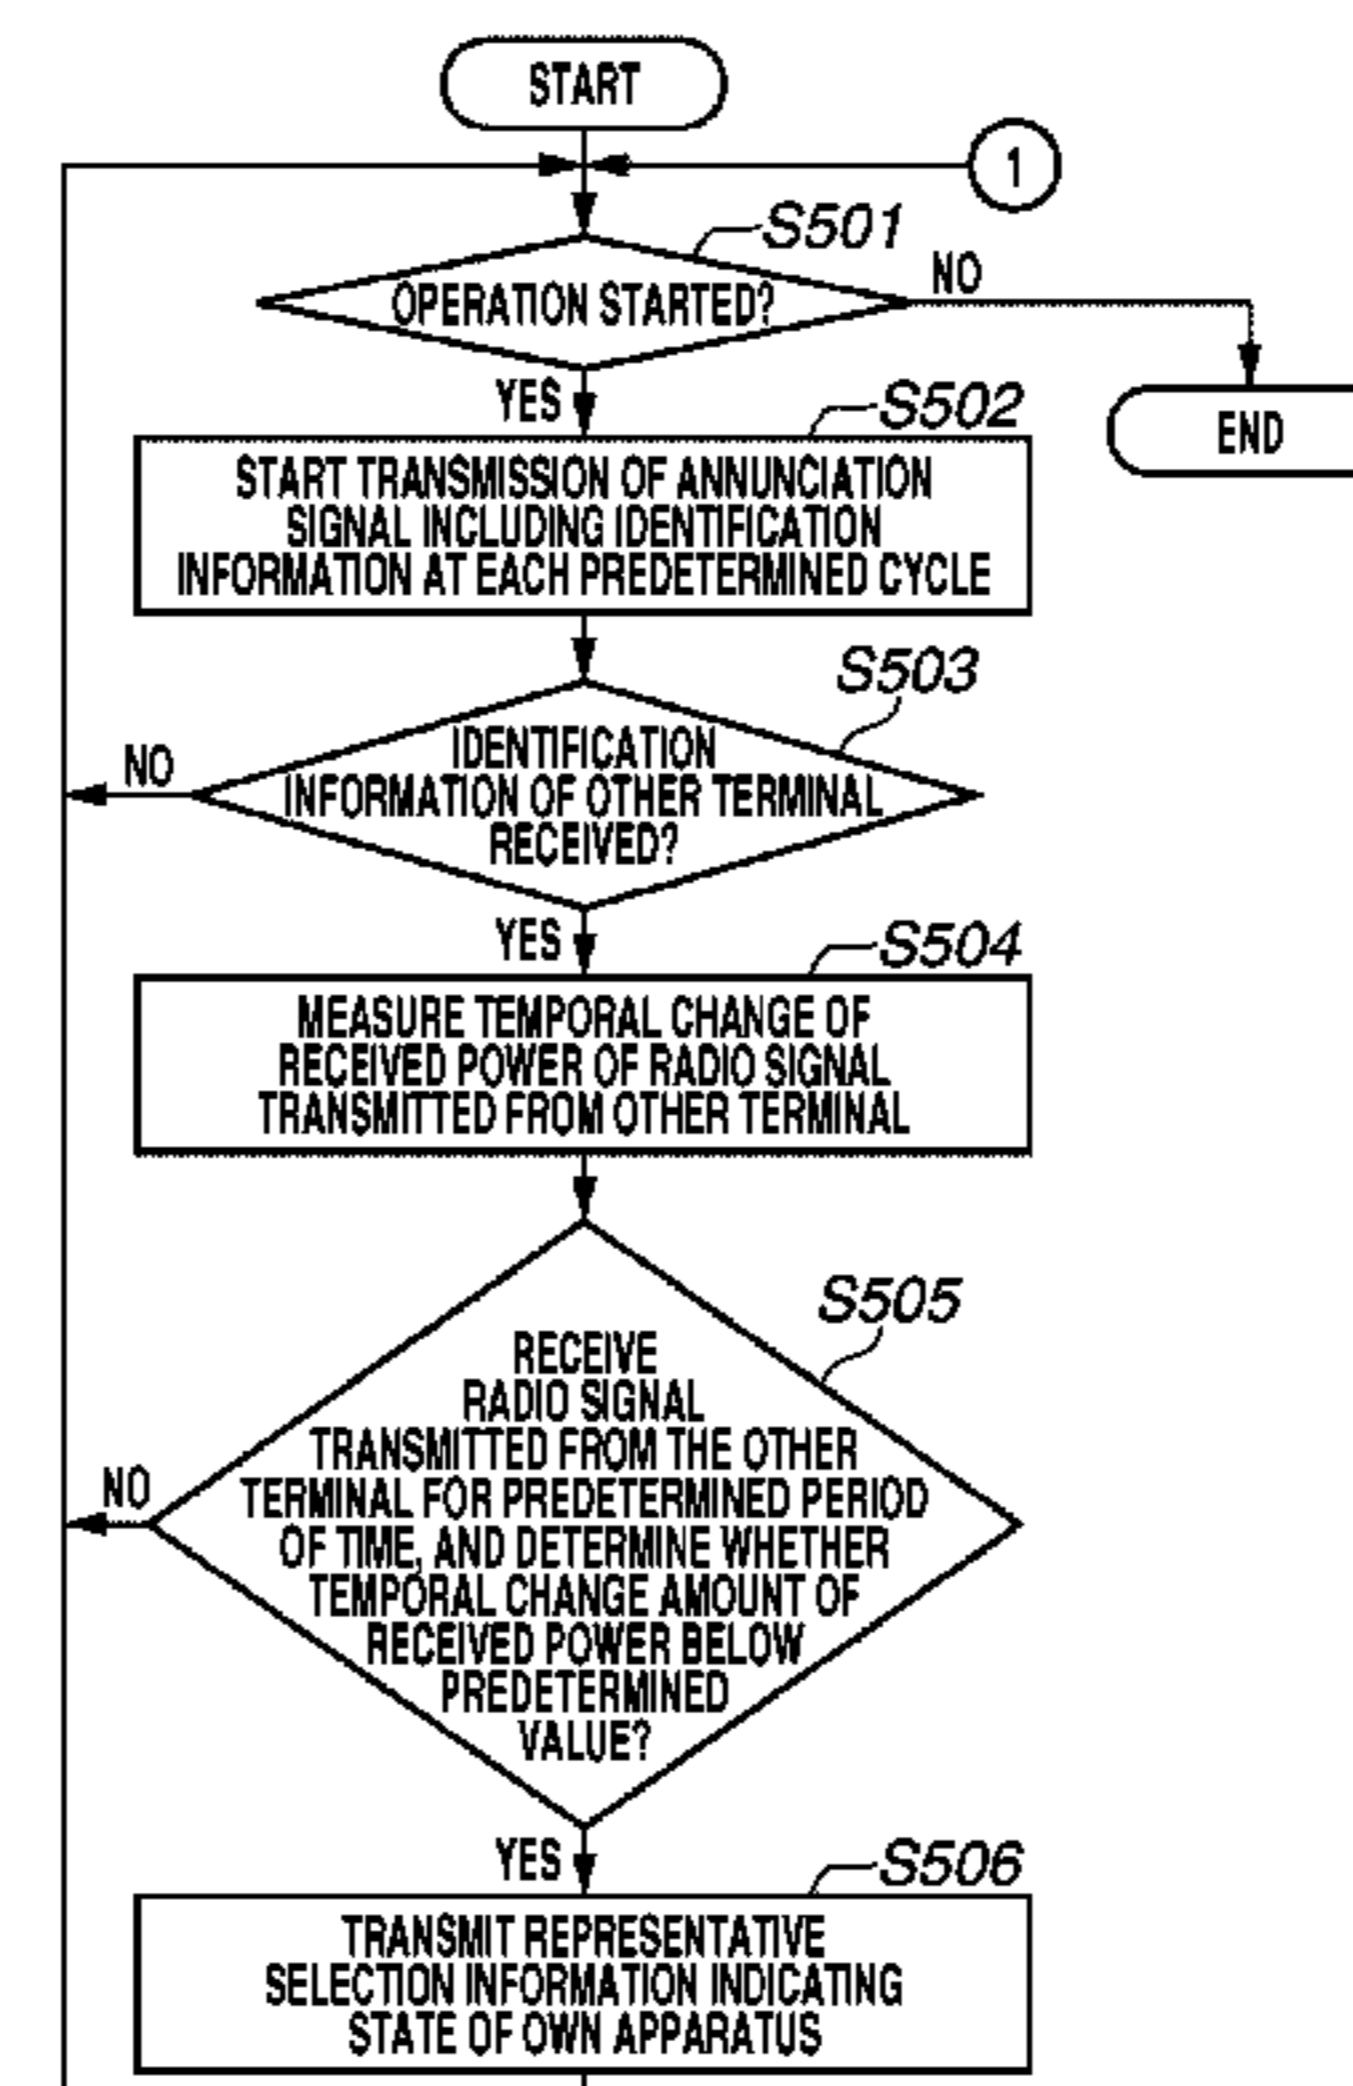 START
1
S501
OPERATION STARTED?
NO
YES
END
S502
START TRANSMISSION OF ANNUNCIATION
SIGNAL INCLUDING IDENTIFICATION
INFORMATION AT EACH PREDETERMINED CYCLE
S503
IDENTIFICATION
INFORMATION OF OTHER TERMINAL
RECEIVED?
NO
YES
S504
MEASURE TEMPORAL CHANGE OF
RECEIVED POWER OF RADIO SIGNAL
TRANSMITTED FROM OTHER TERMINAL
S505
RECEIVE
RADIO SIGNAL
TRANSMITTED FROM THE OTHER
TERMINAL FOR PREDETERMINED PERIOD
OF TIME, AND DETERMINE WHETHER
TEMPORAL CHANGE AMOUNT OF
RECEIVED POWER BELOW
PREDETERMINED
VALUE?
NO
YES
S506
TRANSMIT REPRESENTATIVE
SELECTION INFORMATION INDICATING
STATE OF OWN APPARATUS